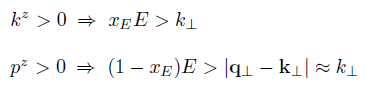 k^z > 0 ⇒ x_E E > k_⊥
p^z > 0 ⇒ (1 − x_E)E > |q_⊥ − k_⊥| ≈ k_⊥